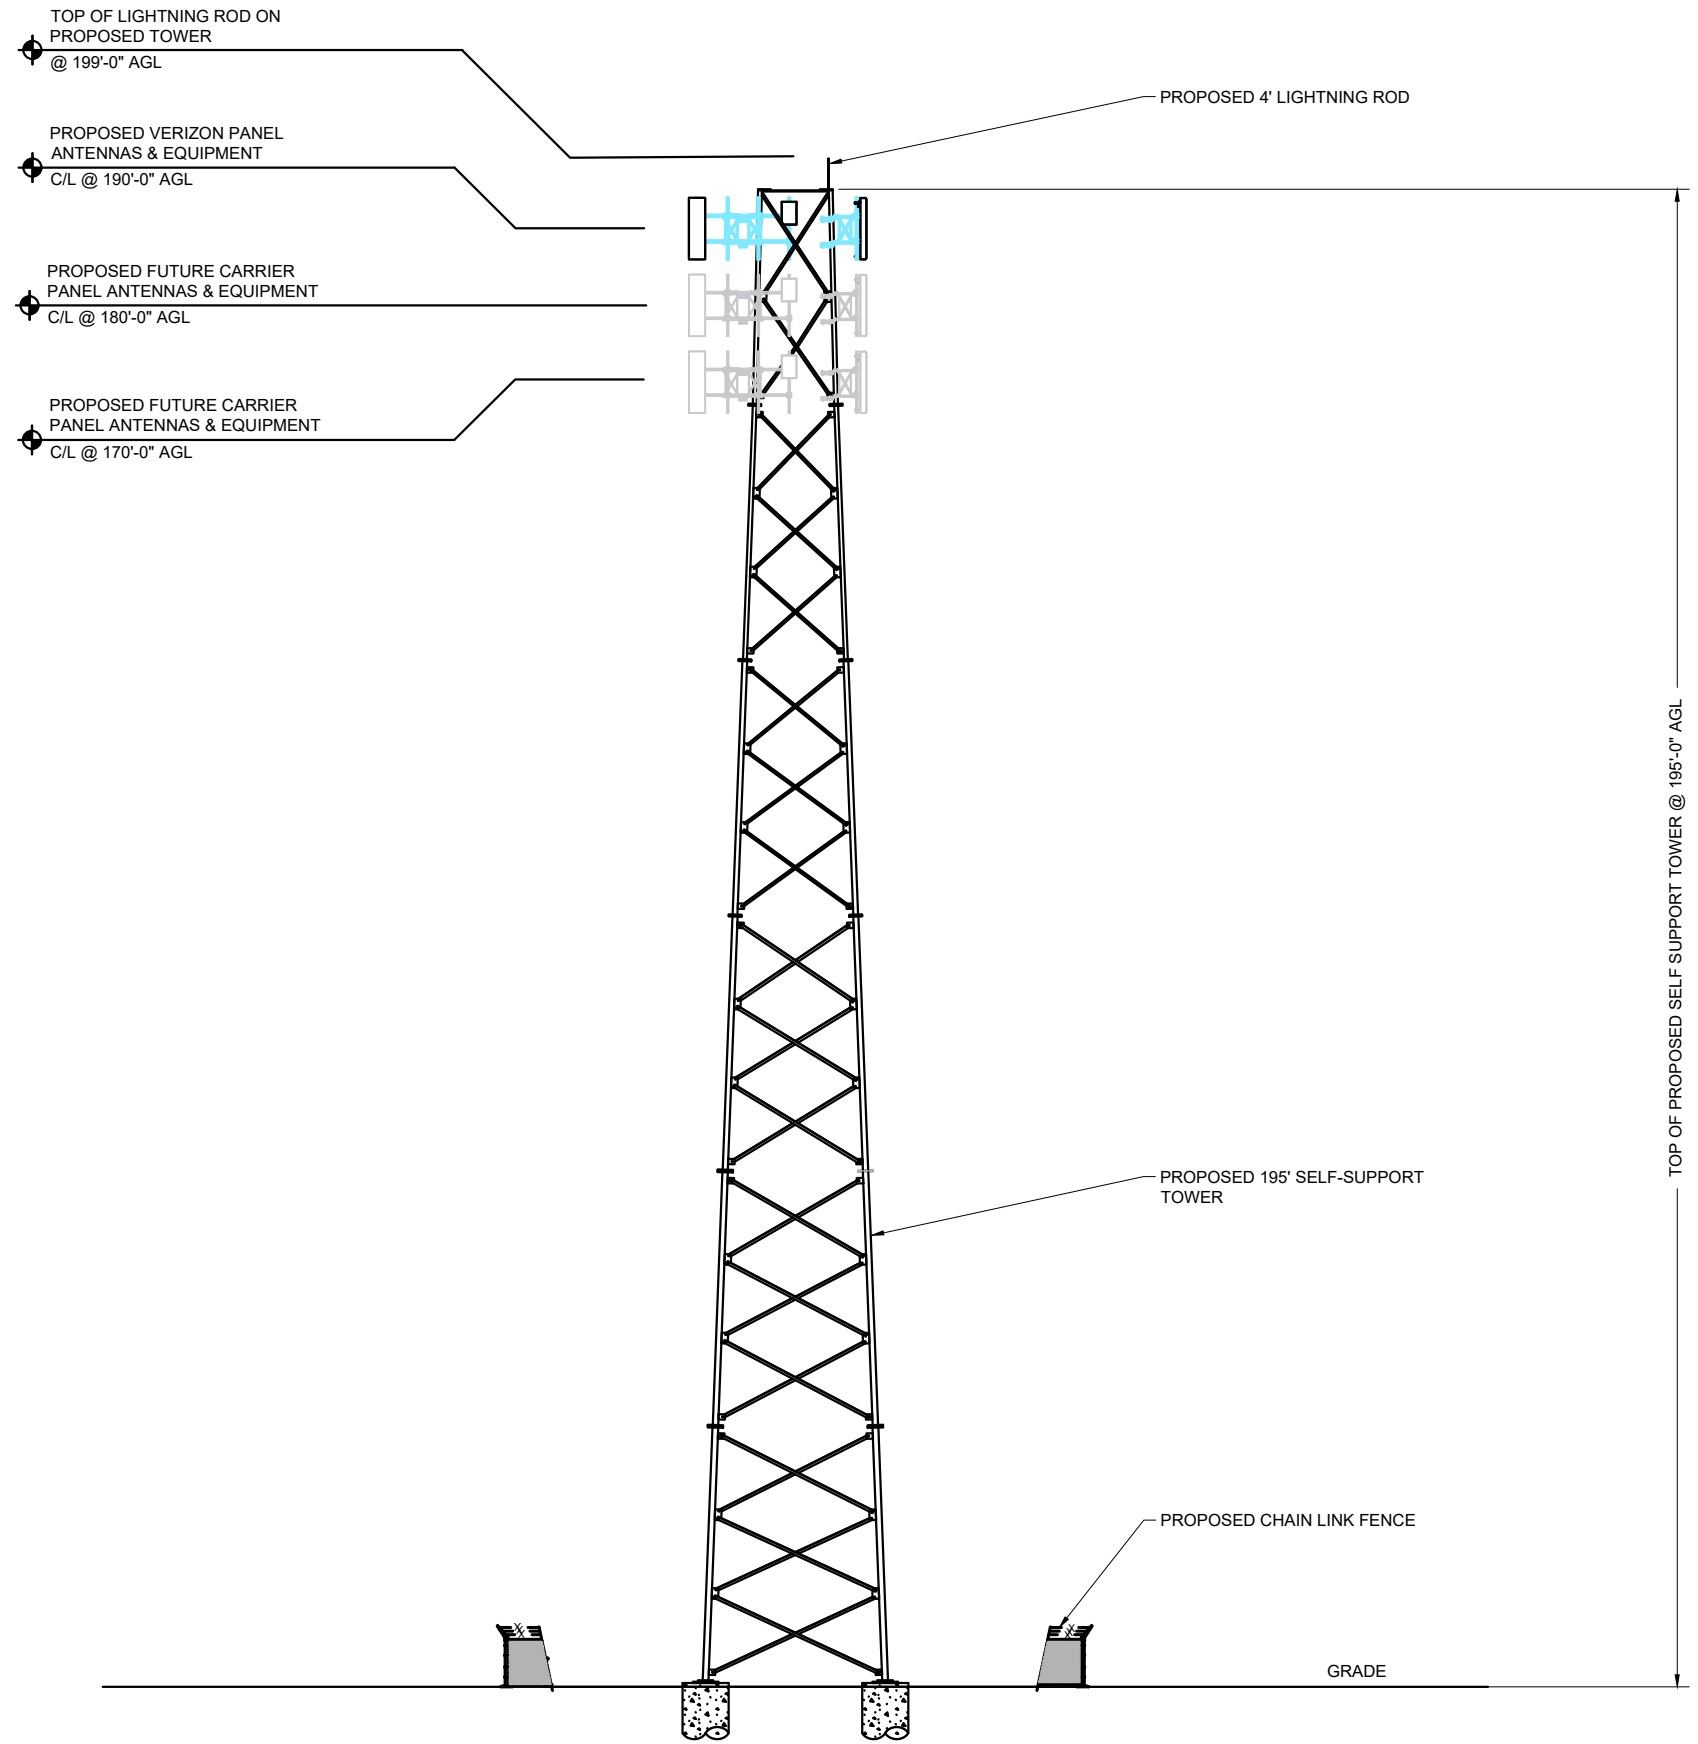 TOP OF LIGHTNING ROD ON
PROPOSED TOWER
@ 199'-0" AGL
PROPOSED 4' LIGHTNING ROD
PROPOSED VERIZON PANEL
ANTENNAS & EQUIPMENT
C/L @ 190'-0" AGL
PROPOSED FUTURE CARRIER
PANEL ANTENNAS & EQUIPMENT
C/L @ 180'-0" AGL
PROPOSED FUTURE CARRIER
PANEL ANTENNAS & EQUIPMENT
C/L @ 170'-0" AGL
TOP OF PROPOSED SELF SUPPORT TOWER @ 195'-0" AGL
PROPOSED 195' SELF-SUPPORT
TOWER
PROPOSED CHAIN LINK FENCE
GRADE